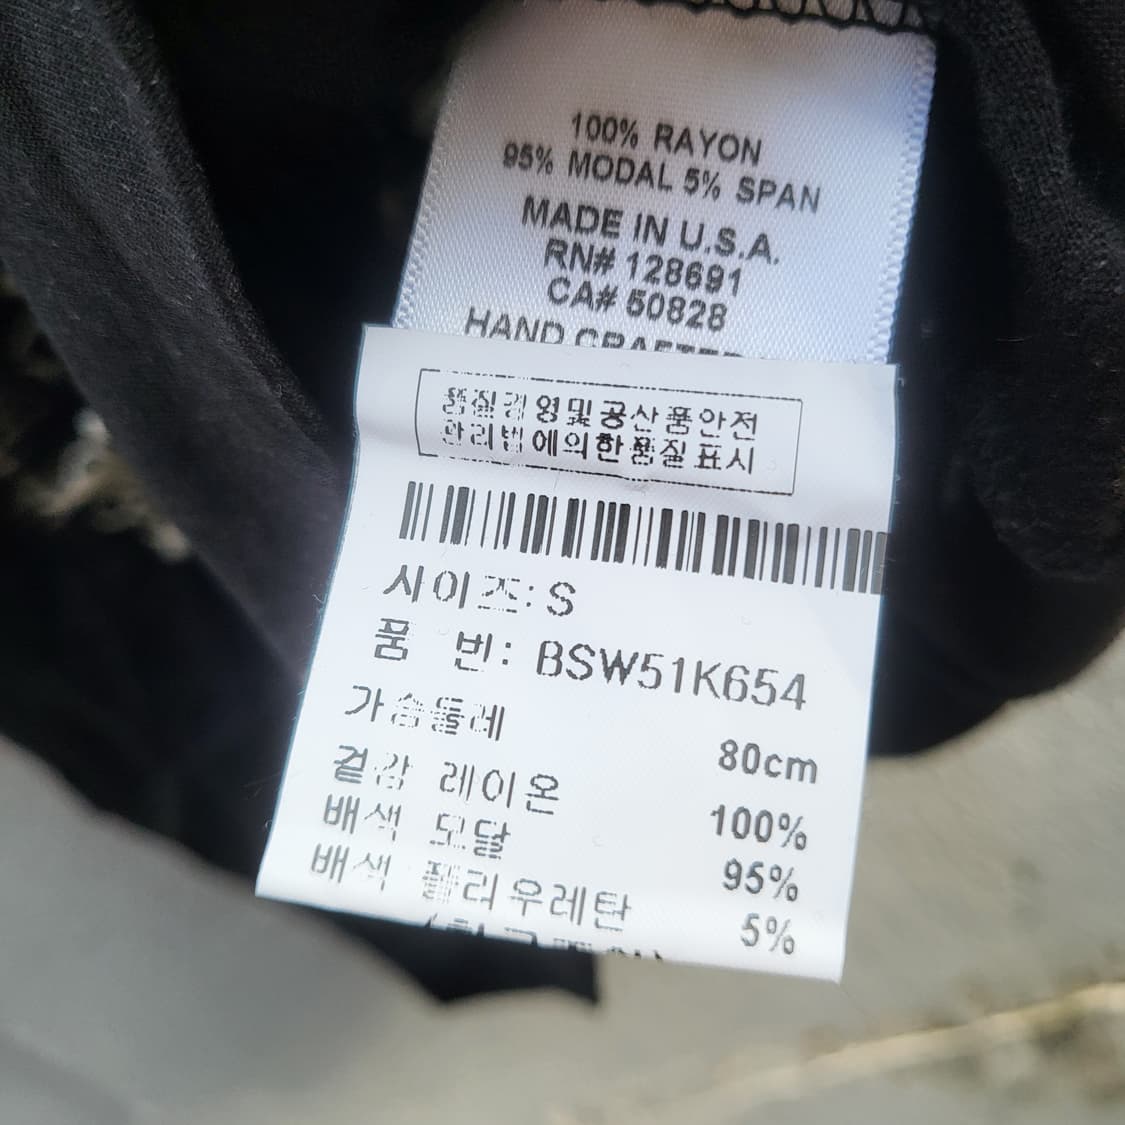 100% RAYON
95% MODAL 5% SPAN
MADE IN U.S.A.
RN# 128691
CA# 50828
HAND CRAFTED
품질경영및공산품안전
관리법에의한품질표시
사이즈: S
품 번: BSW51K654
가슴둘레 80cm
겉감 레이온 100%
배색 모달 95%
배색 폴리우레탄 5%